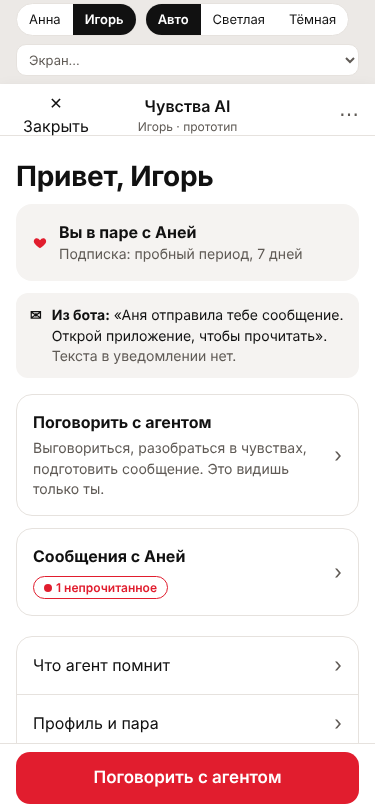 Анна Игорь Авто Светлая Тёмная
Экран...
× Закрыть
Чувства AI
Игорь · прототип
...
Привет, Игорь
Вы в паре с Аней
Подписка: пробный период, 7 дней
Из бота: «Аня отправила тебе сообщение.
Открой приложение, чтобы прочитать».
Текста в уведомлении нет.
Поговорить с агентом
Выговориться, разобраться в чувствах,
подготовить сообщение. Это видишь
только ты.
Сообщения с Аней
1 непрочитанное
Что агент помнит
Профиль и пара
Поговорить с агентом